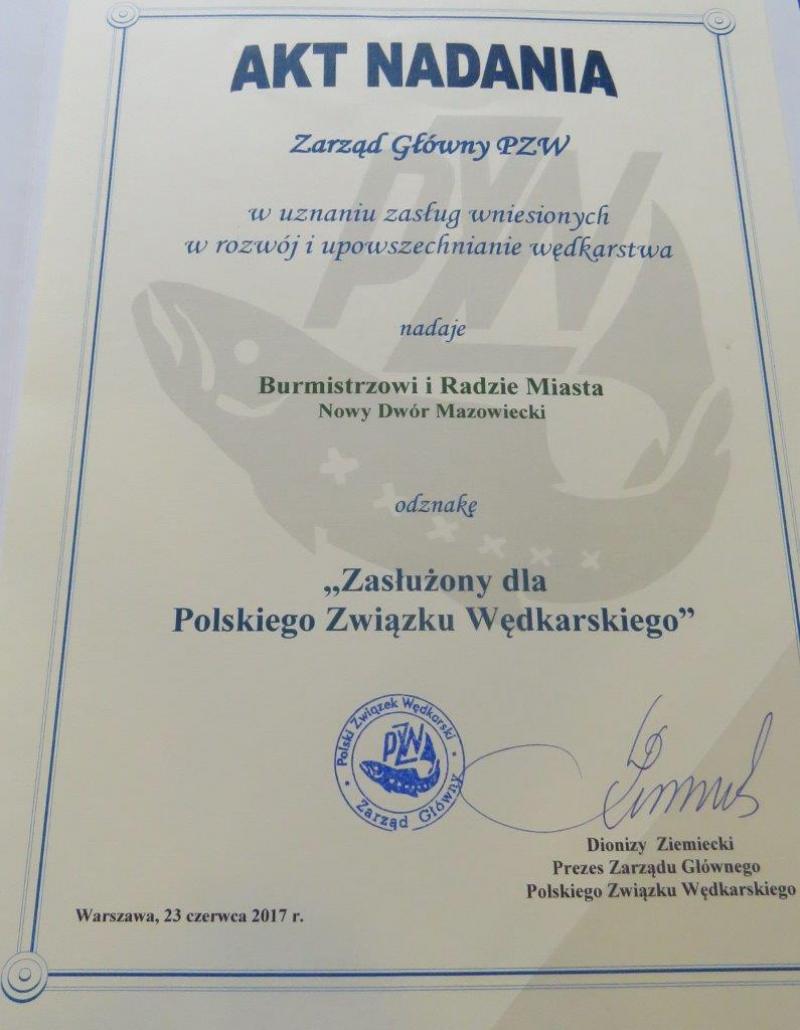 AKT NADANIA
Zarząd Główny PZW
w uznaniu zasług wniesionych
w rozwój i upowszechnianie wędkarstwa
nadaje
Burmistrzowi i Radzie Miasta
Nowy Dwór Mazowiecki
odznakę
„Zasłużony dla
Polskiego Związku Wędkarskiego”
Polski Związek Wędkarski
PZW
Zarząd Główny
Dionizy Ziemiecki
Prezes Zarządu Głównego
Polskiego Związku Wędkarskiego
Warszawa, 23 czerwca 2017 r.
PZW